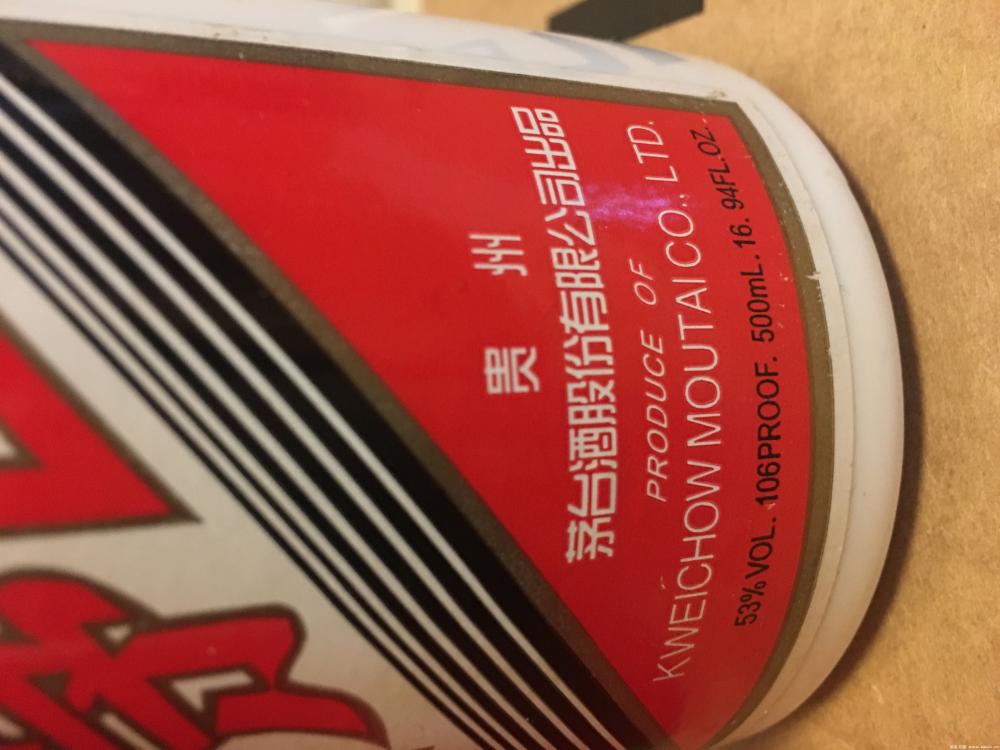 贵州
茅台酒股份有限公司出品
PRODUCE OF
KWEICHOW MOUTAI CO., LTD.
53% VOL. 106PROOF. 500mL. 16. 94FL.OZ.